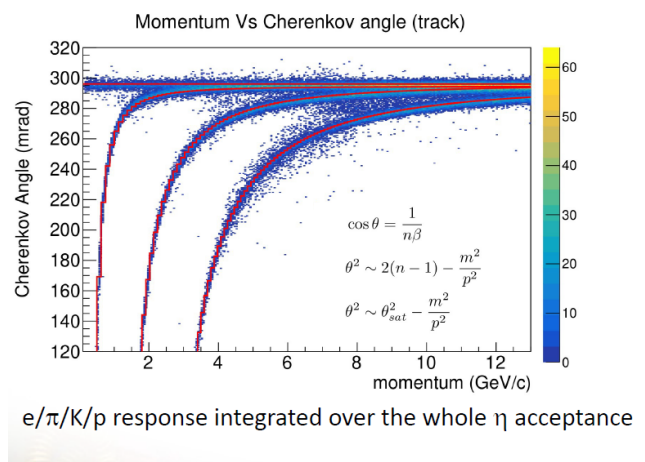 Momentum Vs Cherenkov angle (track)
Cherenkov Angle (mrad)
320
300
280
260
240
220
200
180
160
140
120
2 4 6 8 10 12
momentum (GeV/c)
60
50
40
30
20
10
0
cos θ = 1/(nβ)
θ² ∼ 2(n − 1) − m²/p²
θ² ∼ θ²sat − m²/p²
e/π/K/p response integrated over the whole η acceptance